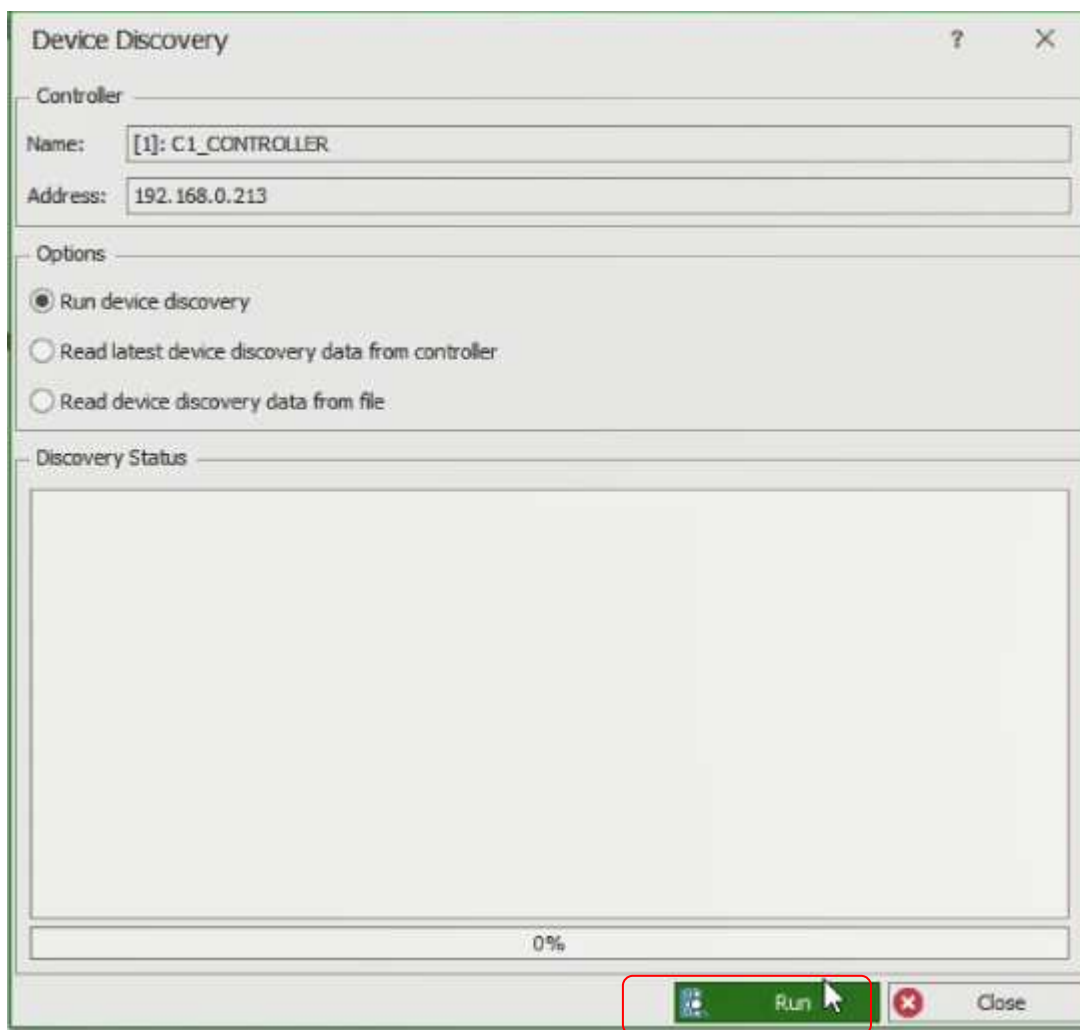 Device Discovery ?
Controller
Name: [1]: C1_CONTROLLER
Address: 192.168.0.213
Options
Run device discovery
Read latest device discovery data from controller
Read device discovery data from file
Discovery Status
0%
Run Close